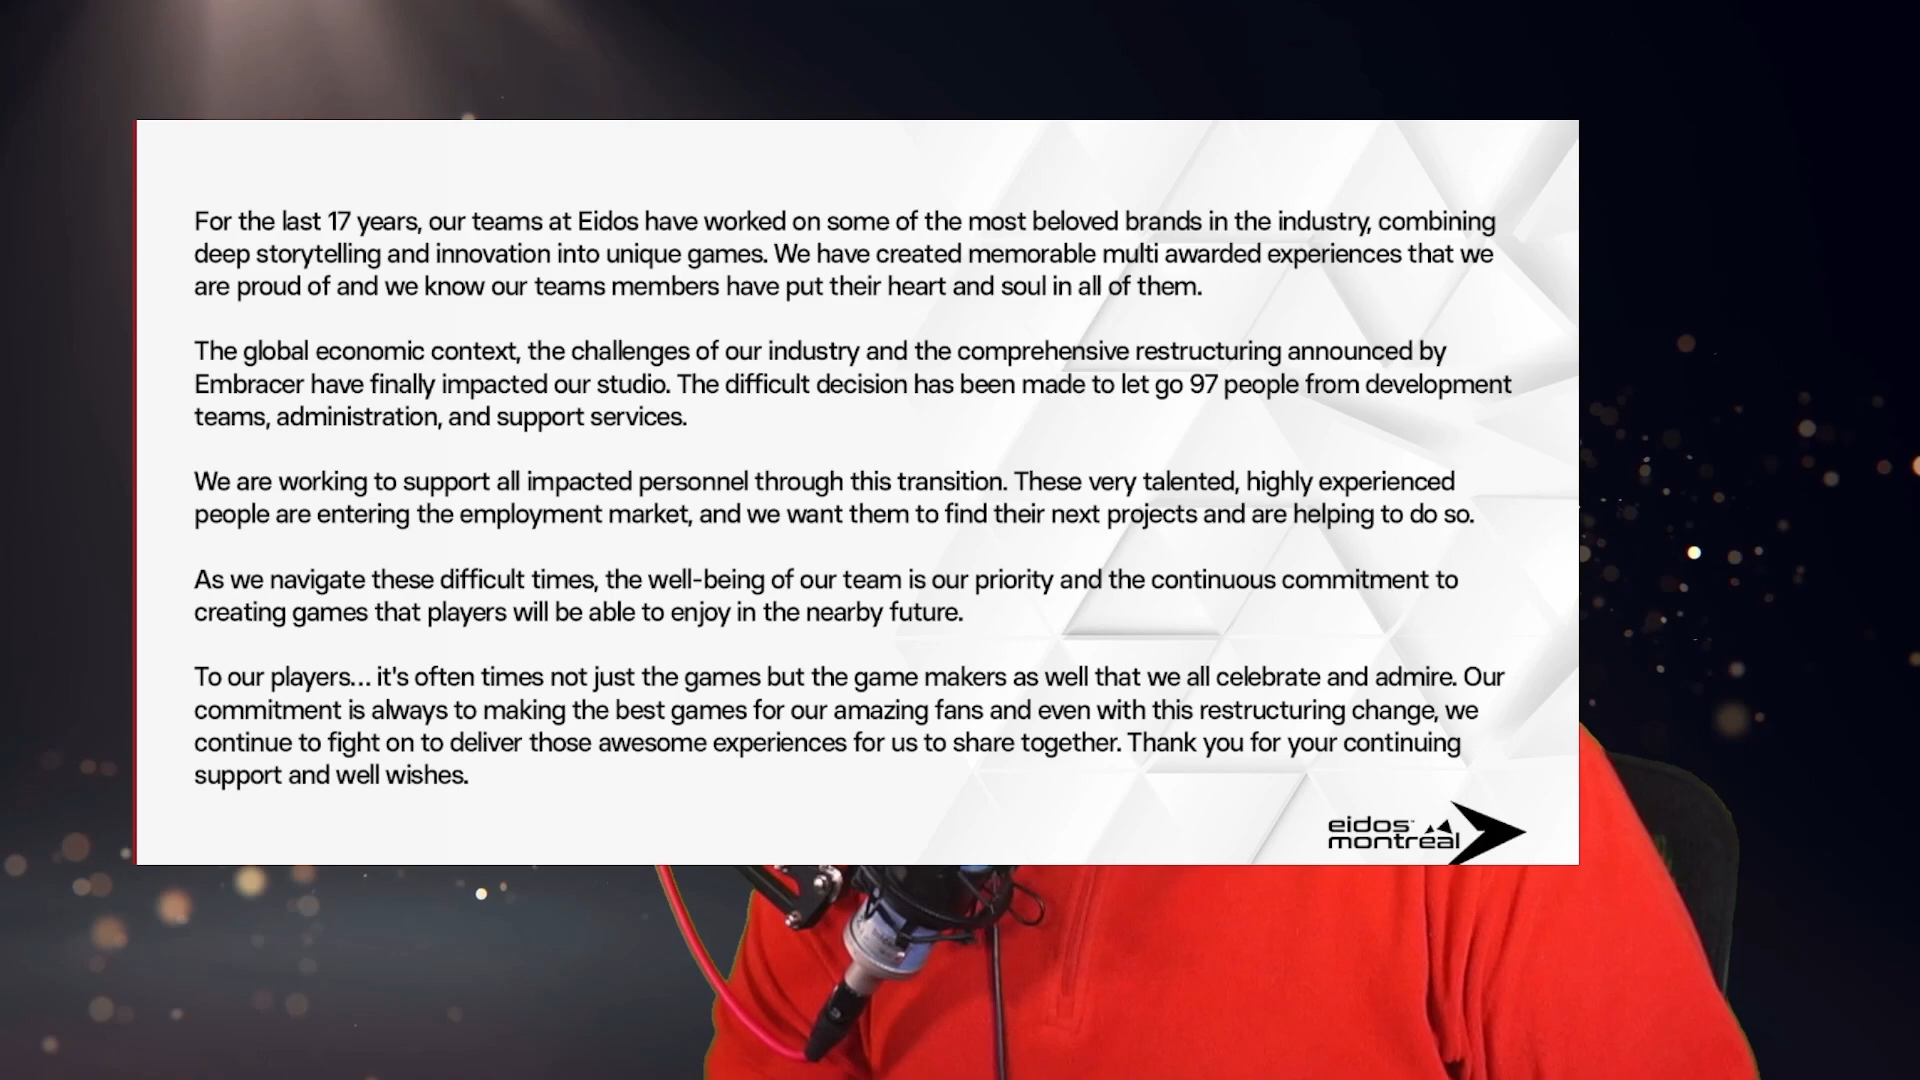 For the last 17 years, our teams at Eidos have worked on some of the most beloved brands in the industry, combining
deep storytelling and innovation into unique games. We have created memorable multi awarded experiences that we
are proud of and we know our teams members have put their heart and soul in all of them.
The global economic context, the challenges of our industry and the comprehensive restructuring announced by
Embracer have finally impacted our studio. The difficult decision has been made to let go 97 people from development
teams, administration, and support services.
We are working to support all impacted personnel through this transition. These very talented, highly experienced
people are entering the employment market, and we want them to find their next projects and are helping to do so.
As we navigate these difficult times, the well-being of our team is our priority and the continuous commitment to
creating games that players will be able to enjoy in the nearby future.
To our players... it's often times not just the games but the game makers as well that we all celebrate and admire. Our
commitment is always to making the best games for our amazing fans and even with this restructuring change, we
continue to fight on to deliver those awesome experiences for us to share together. Thank you for your continuing
support and well wishes.
eidos
montréal